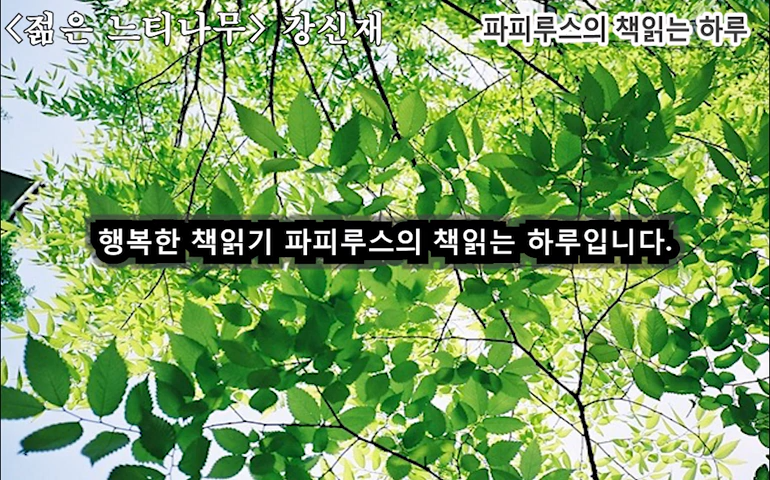 <젊은 느티나무> 강신재
파피루스의 책읽는 하루
행복한 책읽기 파피루스의 책읽는 하루입니다.